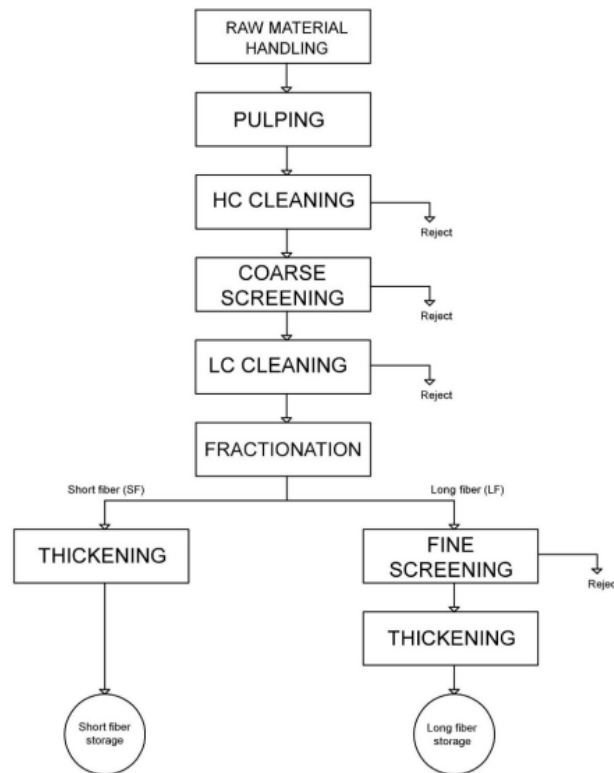 RAW MATERIAL
HANDLING
PULPING
HC CLEANING
Reject
COARSE
SCREENING
Reject
LC CLEANING
Reject
FRACTIONATION
Short fiber (SF)
Long fiber (LF)
THICKENING
FINE
SCREENING
Reject
THICKENING
Short fiber
storage
Long fiber
storage